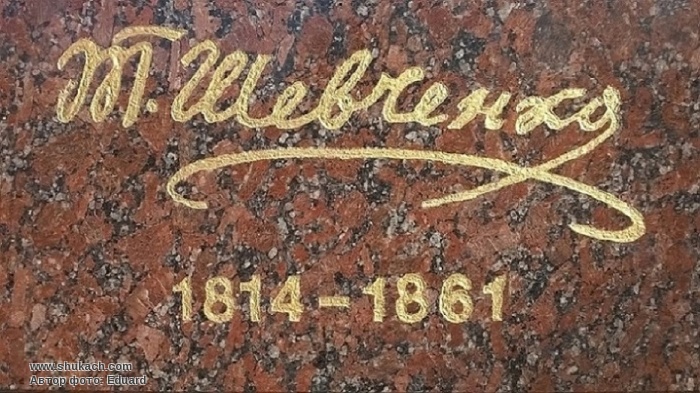 Т. Шевченко
1814 – 1861
www.shukach.com
Автор фото: Eduard